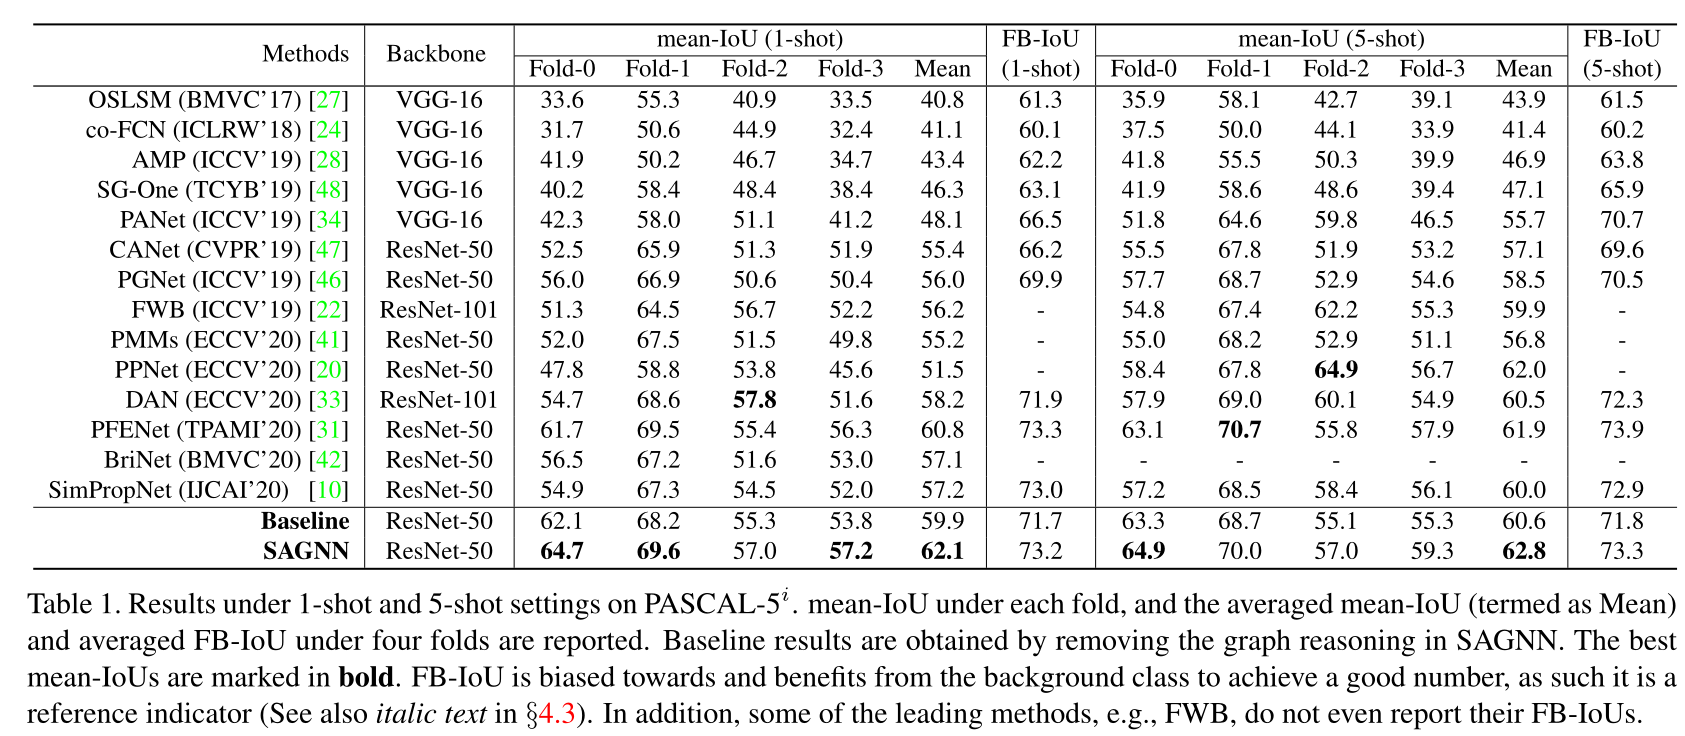 Methods Backbone mean-IoU (1-shot) FB-IoU (1-shot) mean-IoU (5-shot) FB-IoU (5-shot)
Fold-0 Fold-1 Fold-2 Fold-3 Mean Fold-0 Fold-1 Fold-2 Fold-3 Mean
OSLSM (BMVC'17) [27] VGG-16 33.6 55.3 40.9 33.5 40.8 61.3 35.9 58.1 42.7 39.1 43.9 61.5
co-FCN (ICLRW'18) [24] VGG-16 31.7 50.6 44.9 32.4 41.1 60.1 37.5 50.0 44.1 33.9 41.4 60.2
AMP (ICCV'19) [28] VGG-16 41.9 50.2 46.7 34.7 43.4 62.2 41.8 55.5 50.3 39.9 46.9 63.8
SG-One (TCYB'19) [48] VGG-16 40.2 58.4 48.4 38.4 46.3 63.1 41.9 58.6 48.6 39.4 47.1 65.9
PANet (ICCV'19) [34] VGG-16 42.3 58.0 51.1 41.2 48.1 66.5 51.8 64.6 59.8 46.5 55.7 70.7
CANet (CVPR'19) [47] ResNet-50 52.5 65.9 51.3 51.9 55.4 66.2 55.5 67.8 51.9 53.2 57.1 69.6
PGNet (ICCV'19) [46] ResNet-50 56.0 66.9 50.6 50.4 56.0 69.9 57.7 68.7 52.9 54.6 58.5 70.5
FWB (ICCV'19) [22] ResNet-101 51.3 64.5 56.7 52.2 56.2 - 54.8 67.4 62.2 55.3 59.9 -
PMMs (ECCV'20) [41] ResNet-50 52.0 67.5 51.5 49.8 55.2 - 55.0 68.2 52.9 51.1 56.8 -
PPNet (ECCV'20) [20] ResNet-50 47.8 58.8 53.8 45.6 51.5 - 58.4 67.8 64.9 56.7 62.0 -
DAN (ECCV'20) [33] ResNet-101 54.7 68.6 57.8 51.6 58.2 71.9 57.9 69.0 60.1 54.9 60.5 72.3
PFENet (TPAMI'20) [31] ResNet-50 61.7 69.5 55.4 56.3 60.8 73.3 63.1 70.7 55.8 57.9 61.9 73.9
BriNet (BMVC'20) [42] ResNet-50 56.5 67.2 51.6 53.0 57.1 - - - - - - -
SimPropNet (IJCAI'20) [10] ResNet-50 54.9 67.3 54.5 52.0 57.2 73.0 57.2 68.5 58.4 56.1 60.0 72.9
Baseline ResNet-50 62.1 68.2 55.3 53.8 59.9 71.7 63.3 68.7 55.1 55.3 60.6 71.8
SAGNN ResNet-50 64.7 69.6 57.0 57.2 62.1 73.2 64.9 70.0 57.0 59.3 62.8 73.3
Table 1. Results under 1-shot and 5-shot settings on PASCAL-5i. mean-IoU under each fold, and the averaged mean-IoU (termed as Mean)
and averaged FB-IoU under four folds are reported. Baseline results are obtained by removing the graph reasoning in SAGNN. The best
mean-IoUs are marked in bold. FB-IoU is biased towards and benefits from the background class to achieve a good number, as such it is a
reference indicator (See also italic text in §4.3). In addition, some of the leading methods, e.g., FWB, do not even report their FB-IoUs.